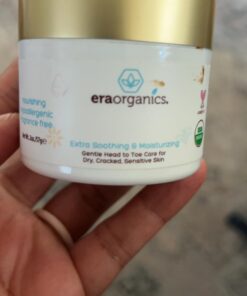 eraorganics.
nourishing
hypoallergenic
fragrance free
Extra Soothing & Moisturizing
Gentle Head to Toe Care for
Dry, Cracked, Sensitive Skin